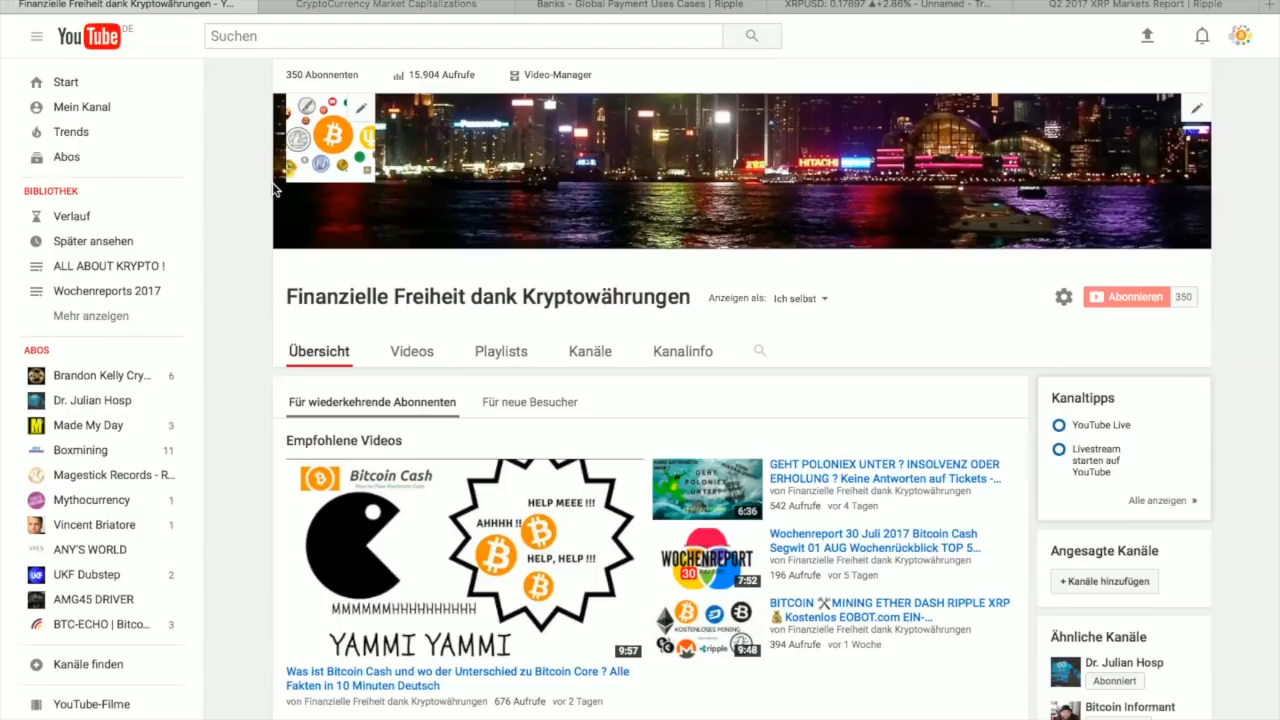 Finanzielle Freiheit dank Kryptowährungen - Y...
CryptoCurrency Market Capitalizations
Banks - Global Payment Uses Cases | Ripple
XRPUSD: 0.17897 ▲+2.86% - Unnamed - Tr...
Q2 2017 XRP Markets Report | Ripple
YouTube DE
Suchen
Start
Mein Kanal
Trends
Abos
BIBLIOTHEK
Verlauf
Später ansehen
ALL ABOUT KRYPTO !
Wochenreports 2017
Mehr anzeigen
ABOS
Brandon Kelly Cry... 6
Dr. Julian Hosp
Made My Day 3
Boxmining 11
Magestick Records - R...
Mythocurrency 1
Vincent Briatore 1
ANY'S WORLD
UKF Dubstep 2
AMG45 DRIVER
BTC-ECHO | Bitco... 3
Kanäle finden
YouTube-Filme
350 Abonnenten
15.904 Aufrufe
Video-Manager
HITACHI
Finanzielle Freiheit dank Kryptowährungen
Anzeigen als: Ich selbst
Abonnieren 350
Übersicht
Videos
Playlists
Kanäle
Kanalinfo
Für wiederkehrende Abonnenten
Für neue Besucher
Empfohlene Videos
Bitcoin Cash
HELP MEEE !!!
AHHHH !!
HELP, HELP !!!
MMMMMMHHHHHHHHHH
YAMMI YAMMI
9:57
Was ist Bitcoin Cash und wo der Unterschied zu Bitcoin Core ? Alle
Fakten in 10 Minuten Deutsch
von Finanzielle Freiheit dank Kryptowährungen 676 Aufrufe vor 2 Tagen
GEHT
POLONIEX
UNTER ?
6:36
GEHT POLONIEX UNTER ? INSOLVENZ ODER
ERHOLUNG ? Keine Antworten auf Tickets -...
von Finanzielle Freiheit dank Kryptowährungen
542 Aufrufe vor 4 Tagen
WOCHENREPORT
30
7:52
Wochenreport 30 Juli 2017 Bitcoin Cash
Segwit 01 AUG Wochenrückblick TOP 5...
von Finanzielle Freiheit dank Kryptowährungen
196 Aufrufe vor 5 Tagen
KOSTENLOSES MINING
ripple
9:48
BITCOIN ⚒MINING ETHER DASH RIPPLE XRP
💰Kostenlos EOBOT.com EIN-...
von Finanzielle Freiheit dank Kryptowährungen
394 Aufrufe vor 1 Woche
Kanaltipps
YouTube Live
Livestream
starten auf
YouTube
Alle anzeigen »
Angesagte Kanäle
+ Kanäle hinzufügen
Ähnliche Kanäle
Dr. Julian Hosp
Abonniert
Bitcoin Informant